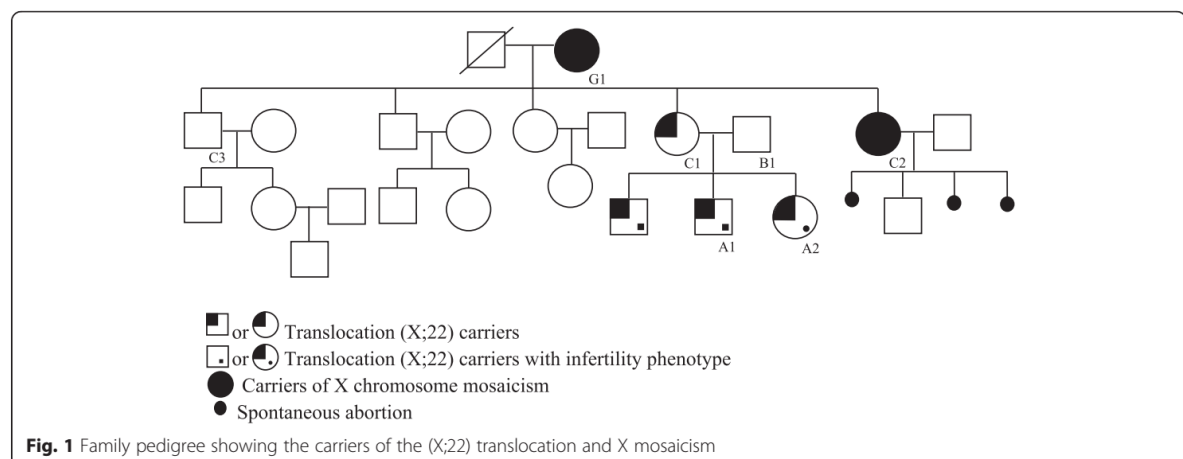 G1
C3
C1
B1
C2
A1
A2
or Translocation (X;22) carriers
or Translocation (X;22) carriers with infertility phenotype
Carriers of X chromosome mosaicism
Spontaneous abortion
Fig. 1 Family pedigree showing the carriers of the (X;22) translocation and X mosaicism